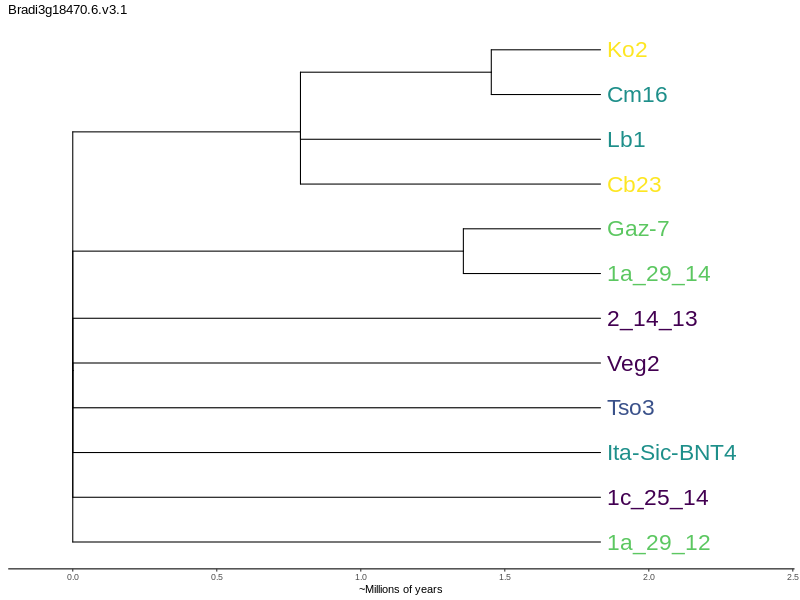 Bradi3g18470.6.v3.1
Ko2
Cm16
Lb1
Cb23
Gaz-7
1a_29_14
2_14_13
Veg2
Tso3
Ita-Sic-BNT4
1c_25_14
1a_29_12
0.0 0.5 1.0 1.5 2.0 2.5
~Millions of years